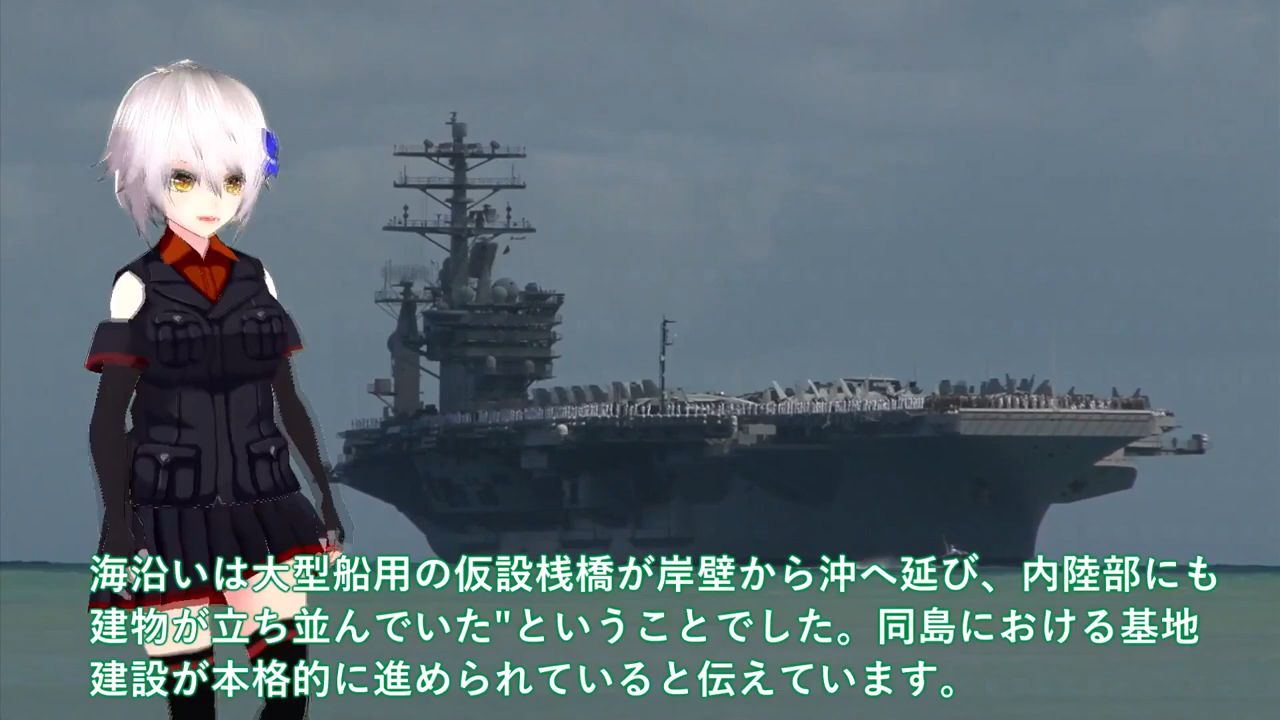 海沿いは大型船用の仮設桟橋が岸壁から沖へ延び、内陸部にも
建物が立ち並んでいた"ということでした。同島における基地
建設が本格的に進められていると伝えています。